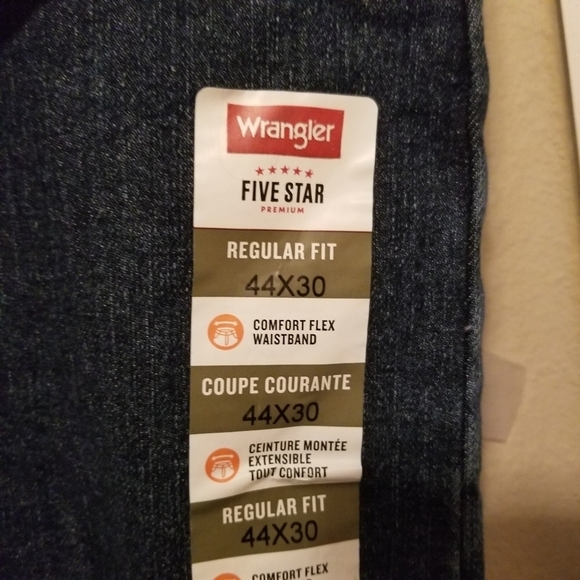 Wrangler
FIVE STAR
PREMIUM
REGULAR FIT
44X30
COMFORT FLEX
WAISTBAND
COUPE COURANTE
44X30
CEINTURE MONTÉE
EXTENSIBLE
TOUT CONFORT
REGULAR FIT
44X30
COMFORT FLEX